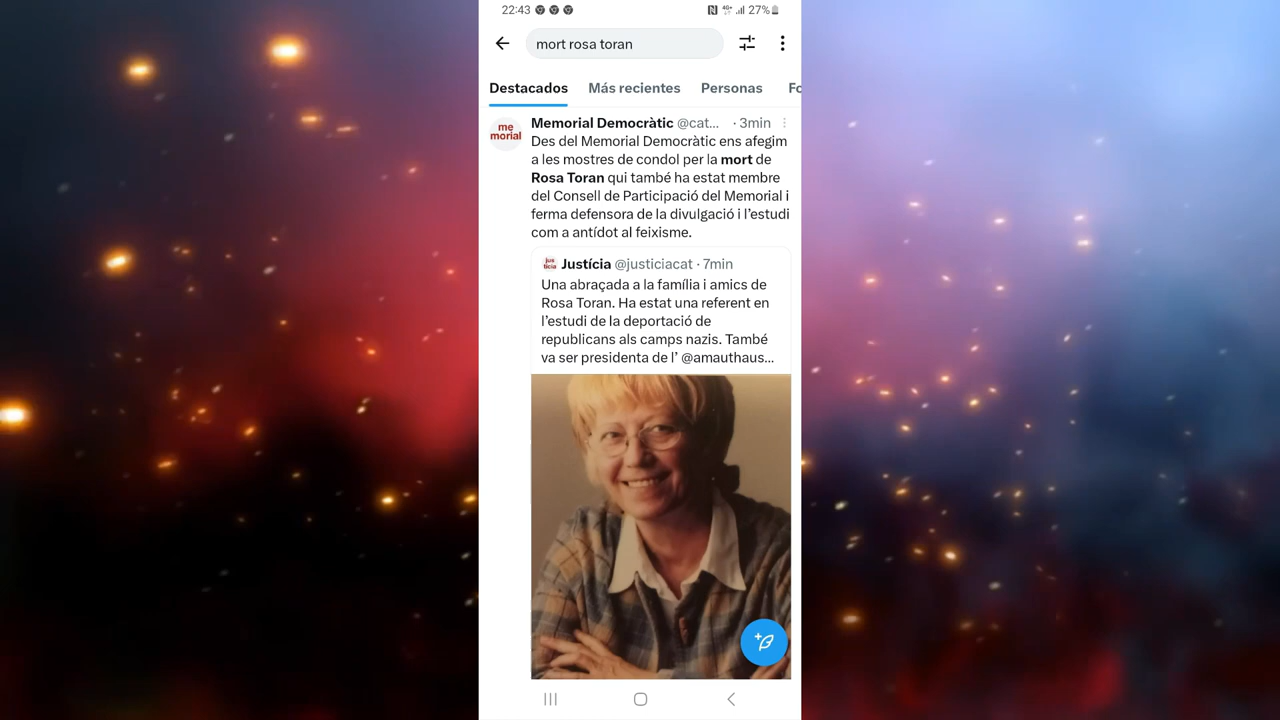 22:43
4G+ 27%
mort rosa toran
Destacados Más recientes Personas Fo
me
morial
Memorial Democràtic @cat... · 3min
Des del Memorial Democràtic ens afegim
a les mostres de condol per la mort de
Rosa Toran qui també ha estat membre
del Consell de Participació del Memorial i
ferma defensora de la divulgació i l'estudi
com a antídot al feixisme.
jus
tícia
Justícia @justiciacat · 7min
Una abraçada a la família i amics de
Rosa Toran. Ha estat una referent en
l'estudi de la deportació de
republicans als camps nazis. També
va ser presidenta de l' @amauthaus...